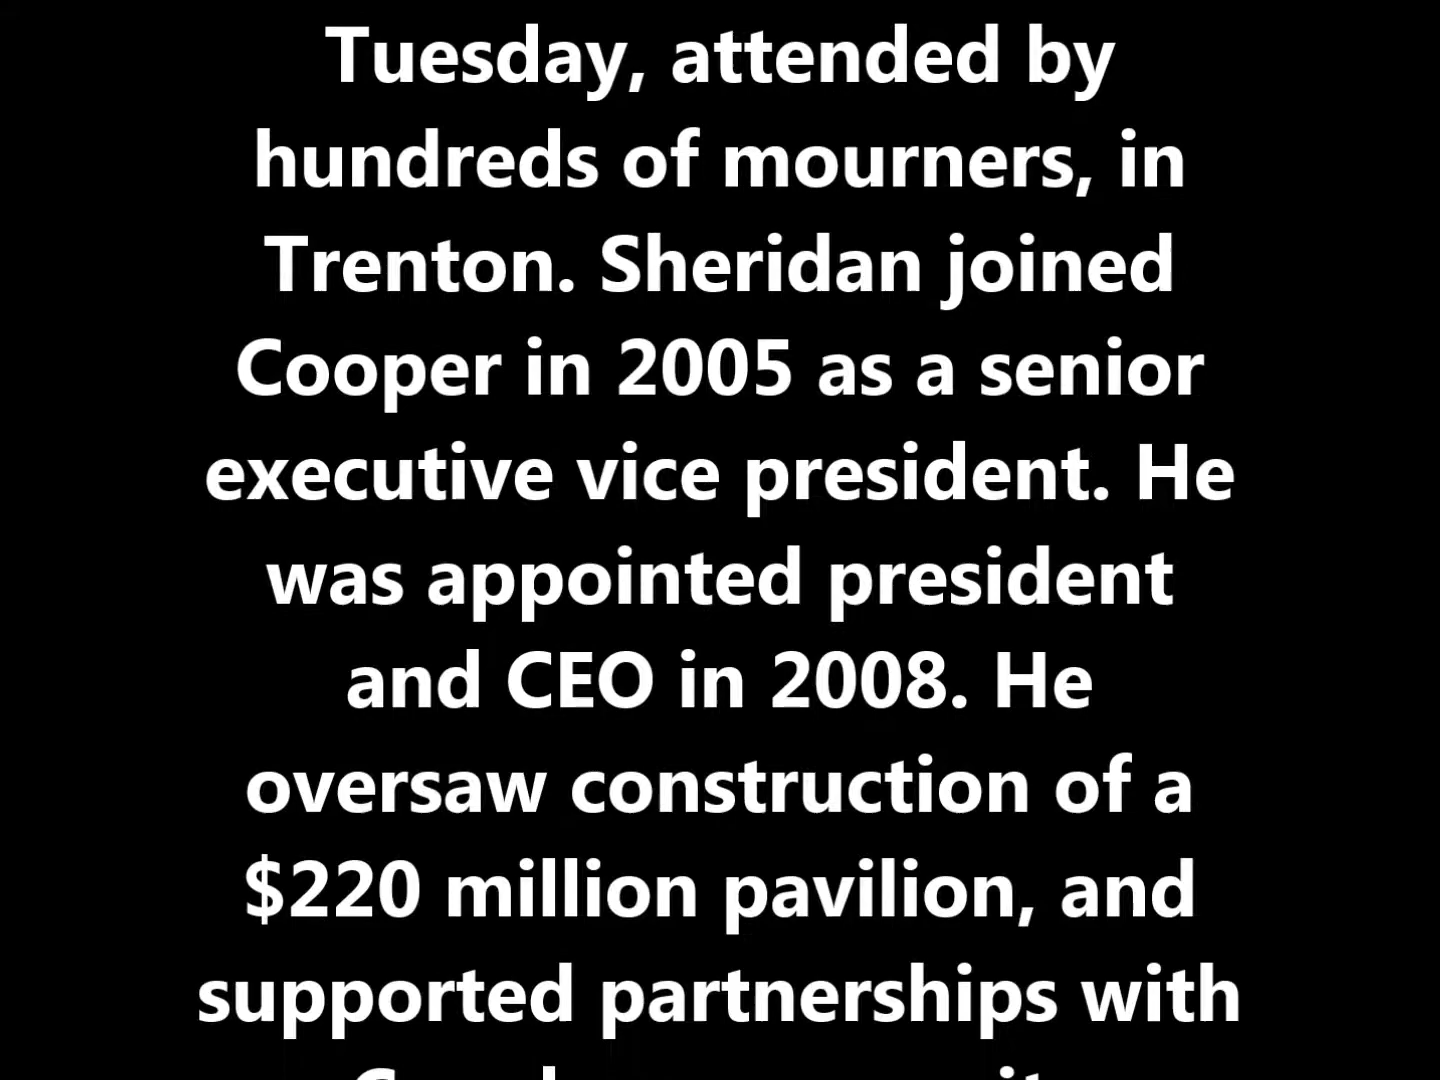 Tuesday, attended by
hundreds of mourners, in
Trenton. Sheridan joined
Cooper in 2005 as a senior
executive vice president. He
was appointed president
and CEO in 2008. He
oversaw construction of a
$220 million pavilion, and
supported partnerships with